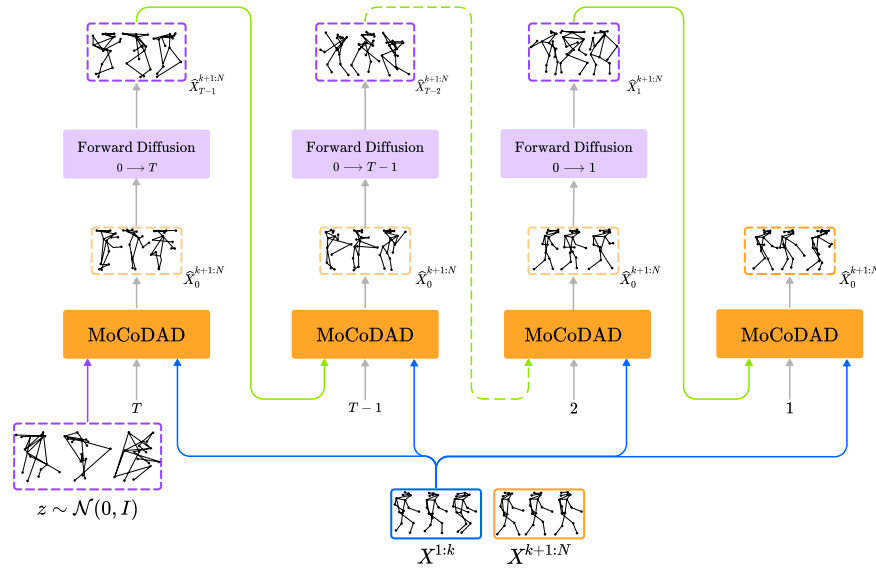 X̂_{T−1}^{k+1:N}
X̂_{T−2}^{k+1:N}
X̂_1^{k+1:N}
Forward Diffusion
0 ⟶ T
Forward Diffusion
0 ⟶ T − 1
Forward Diffusion
0 ⟶ 1
X̂_0^{k+1:N}
X̂_0^{k+1:N}
X̂_0^{k+1:N}
X̂_0^{k+1:N}
MoCoDAD
MoCoDAD
MoCoDAD
MoCoDAD
T
T − 1
2
1
z ∼ 𝒩(0, I)
X^{1:k}
X^{k+1:N}